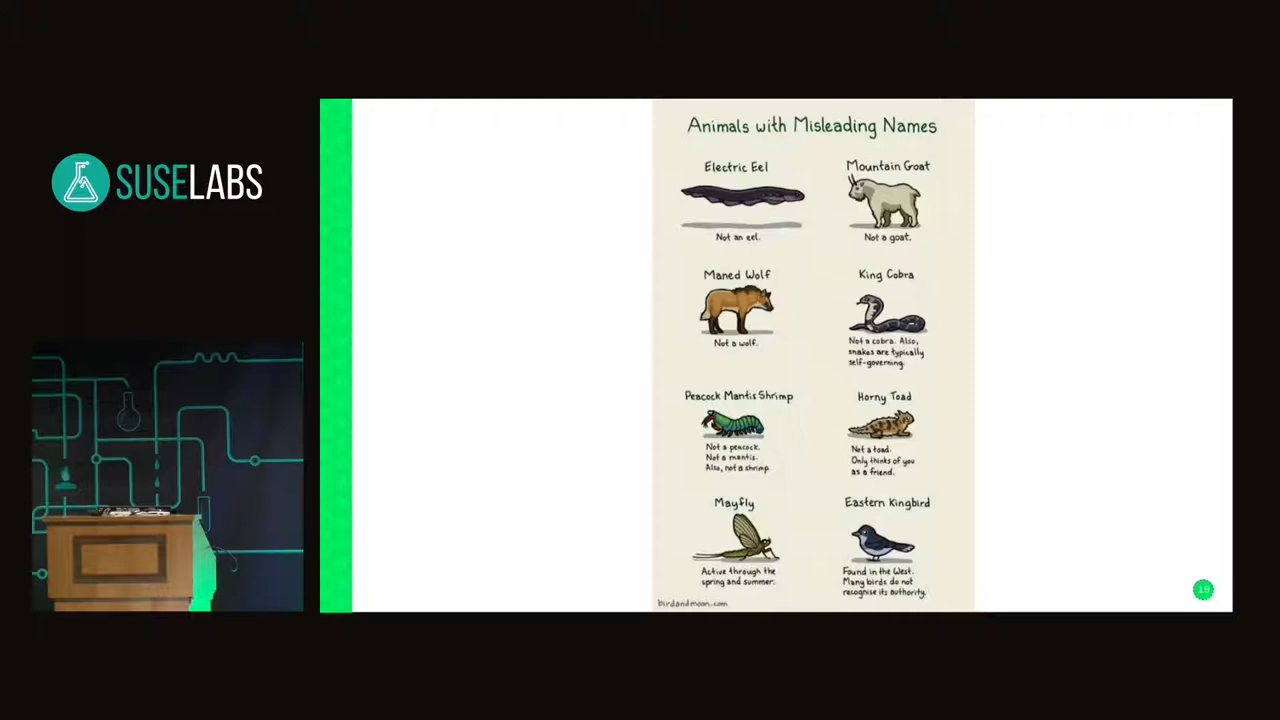 SUSELABS
Animals with Misleading Names
Electric Eel
Not an eel.
Mountain Goat
Not a goat.
Maned Wolf
Not a wolf.
King Cobra
Not a cobra. Also,
snakes are typically
self-governing.
Peacock Mantis Shrimp
Not a peacock.
Not a mantis.
Also, not a shrimp.
Horny Toad
Not a toad.
Only thinks of you
as a friend.
Mayfly
Active through the
spring and summer.
Eastern Kingbird
Found in the West.
Many birds do not
recognise its authority.
birdandmoon.com
19